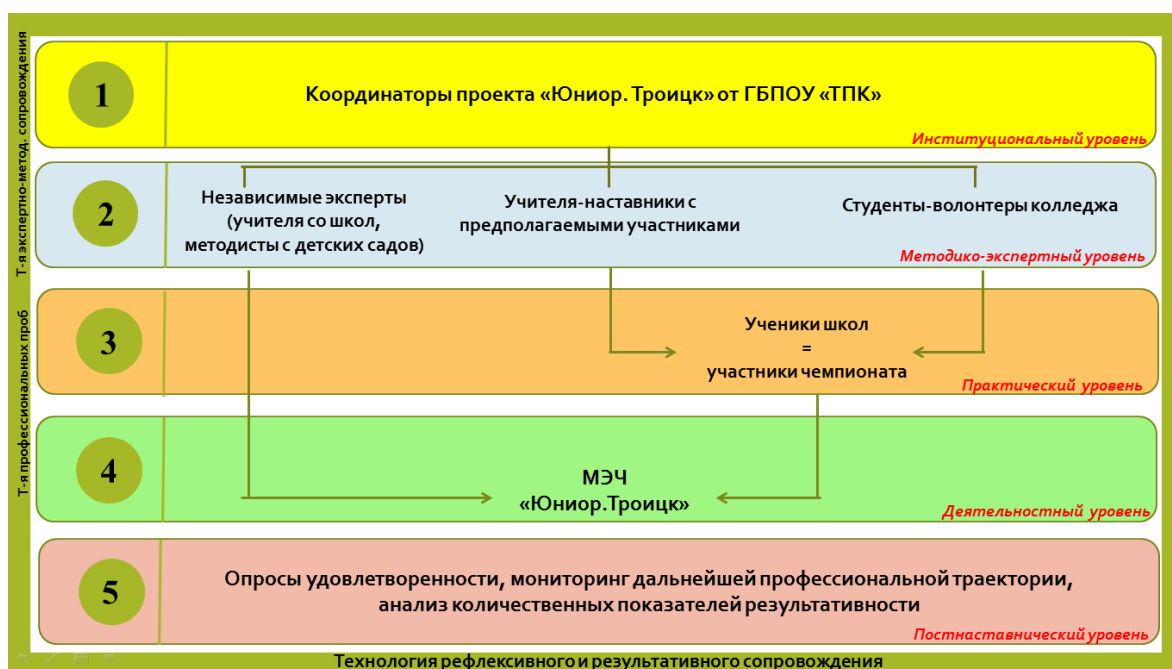 Т-я экспертно-метод. сопровождения
1
Координаторы проекта «Юниор. Троицк» от ГБПОУ «ТПК»
Институциональный уровень
2
Независимые эксперты
(учителя со школ,
методисты с детских садов)
Учителя-наставники с
предполагаемыми участниками
Студенты-волонтеры колледжа
Методико-экспертный уровень
Т-я профессиональных проб
3
Ученики школ
=
участники чемпионата
Практический уровень
4
МЭЧ
«Юниор.Троицк»
Деятельностный уровень
5
Опросы удовлетворенности, мониторинг дальнейшей профессиональной траектории,
анализ количественных показателей результативности
Постнаставнический уровень
Технология рефлексивного и результативного сопровождения